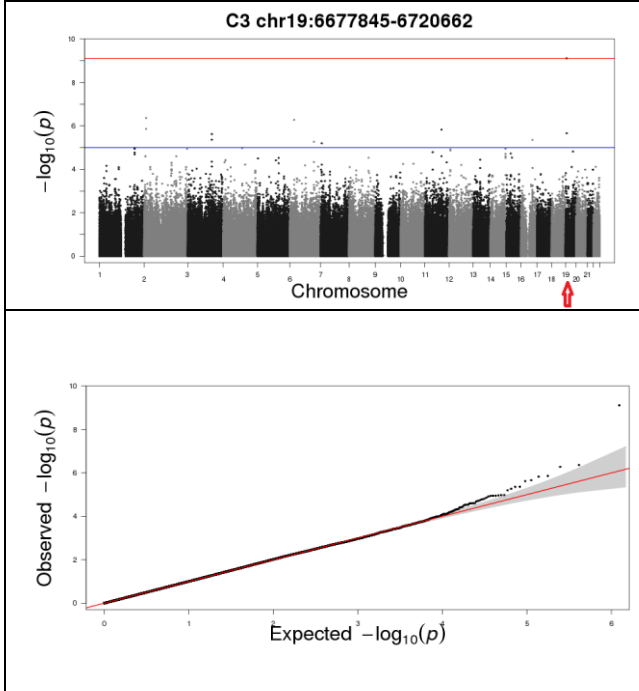 C3 chr19:6677845-6720662
10
8
6
4
2
0
−log10(p)
1 2 3 4 5 6 7 8 9 10 11 12 13 14 15 16 17 18 19 20 21
Chromosome
10
8
6
4
2
0
Observed −log10(p)
0 1 2 3 4 5 6
Expected −log10(p)